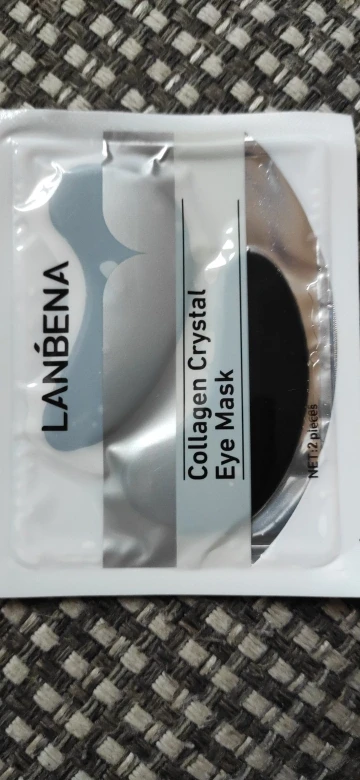 LANBENA
Collagen Crystal
Eye Mask
NET:2 pieces